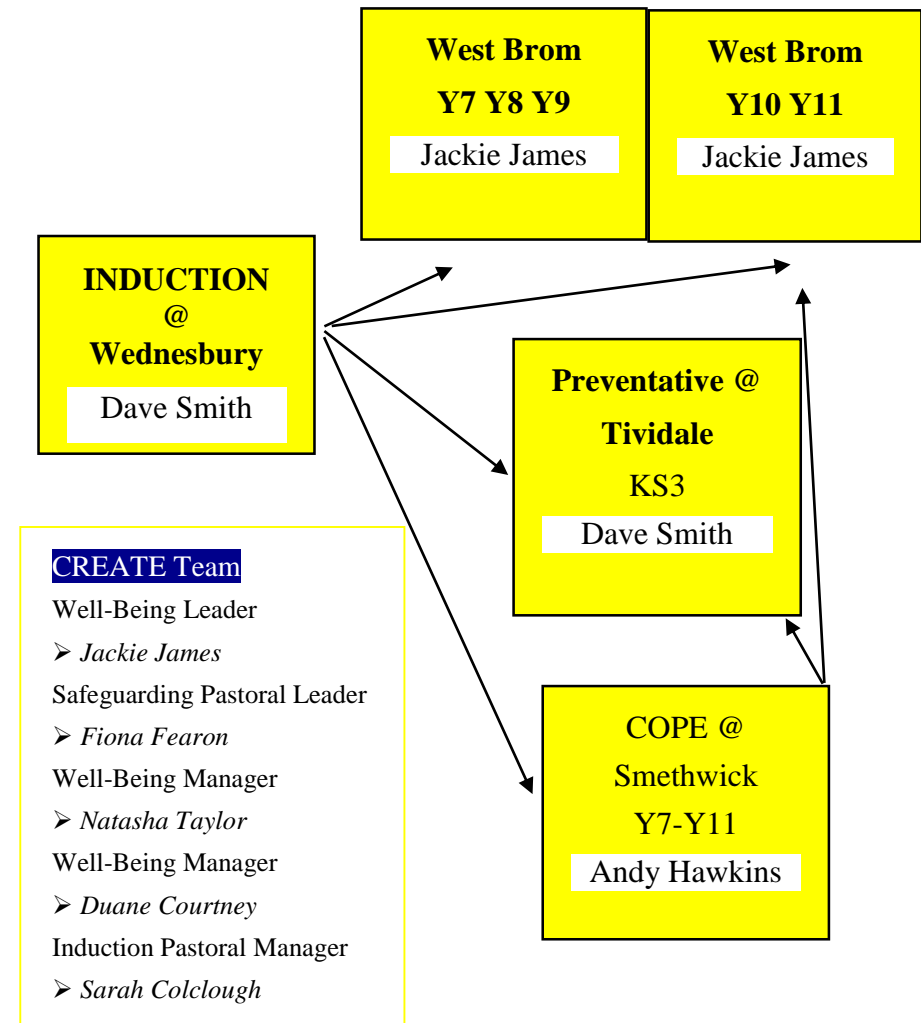 West Brom
Y7 Y8 Y9
Jackie James
West Brom
Y10 Y11
Jackie James
INDUCTION
@
Wednesbury
Dave Smith
Preventative @
Tividale
KS3
Dave Smith
CREATE Team
Well-Being Leader
➢ Jackie James
Safeguarding Pastoral Leader
➢ Fiona Fearon
Well-Being Manager
➢ Natasha Taylor
Well-Being Manager
➢ Duane Courtney
Induction Pastoral Manager
➢ Sarah Colclough
COPE @
Smethwick
Y7-Y11
Andy Hawkins